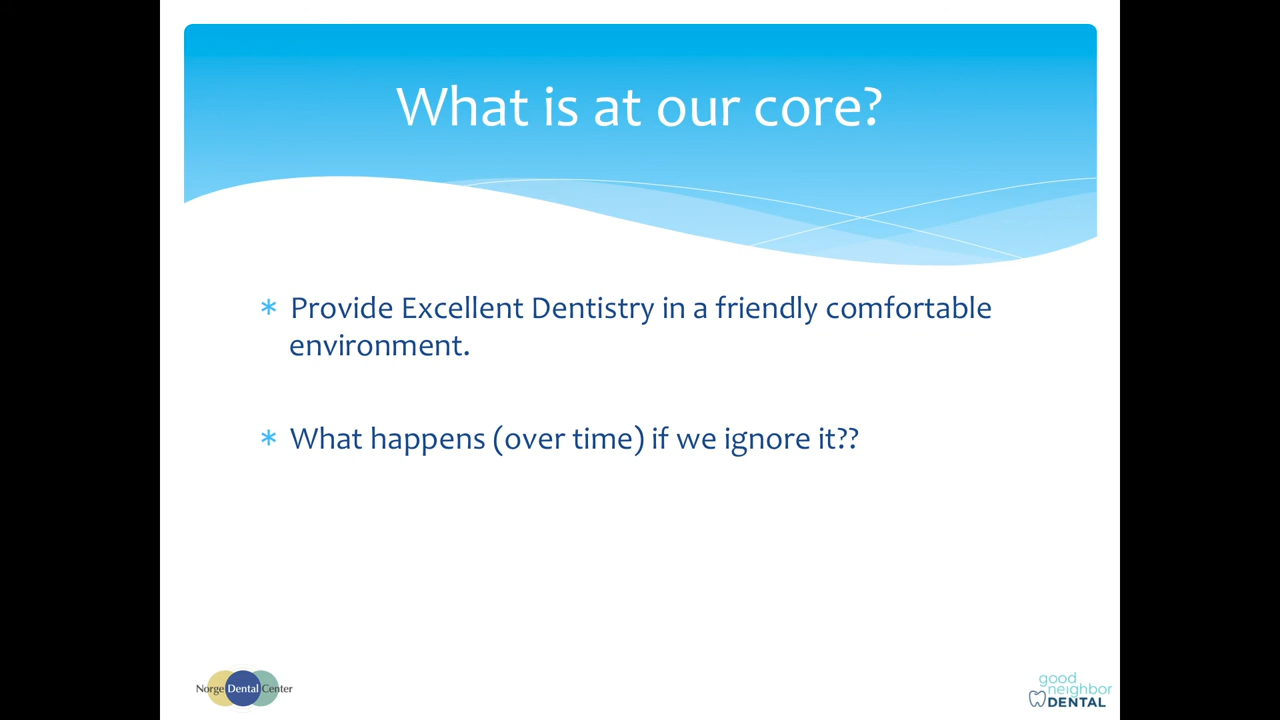 What is at our core?
* Provide Excellent Dentistry in a friendly comfortable
environment.
* What happens (over time) if we ignore it??
Norge Dental Center
good
neighbor
DENTAL